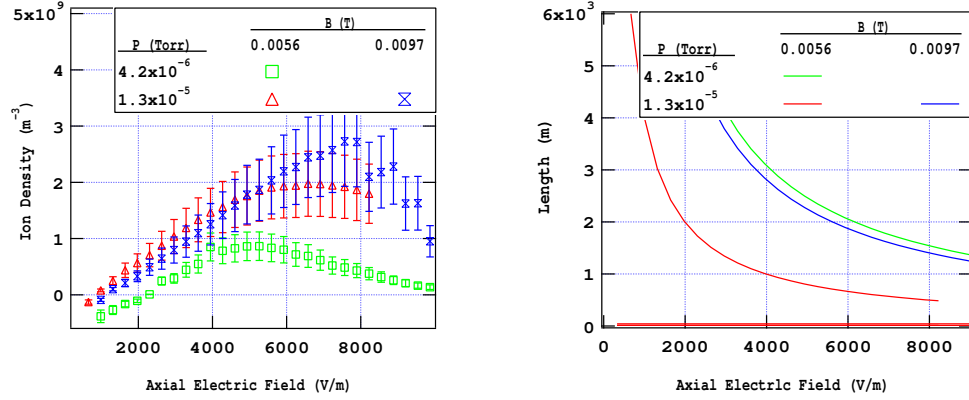 5x10^9
4
3
2
1
0
Ion Density (m^-3)
2000 4000 6000 8000
Axial Electric Field (V/m)
B (T)
P (Torr) 0.0056 0.0097
4.2x10^-6
1.3x10^-5
6x10^3
5
4
3
2
1
0
Length (m)
0 2000 4000 6000 8000
Axial Electric Field (V/m)
B (T)
P (Torr) 0.0056 0.0097
4.2x10^-6
1.3x10^-5